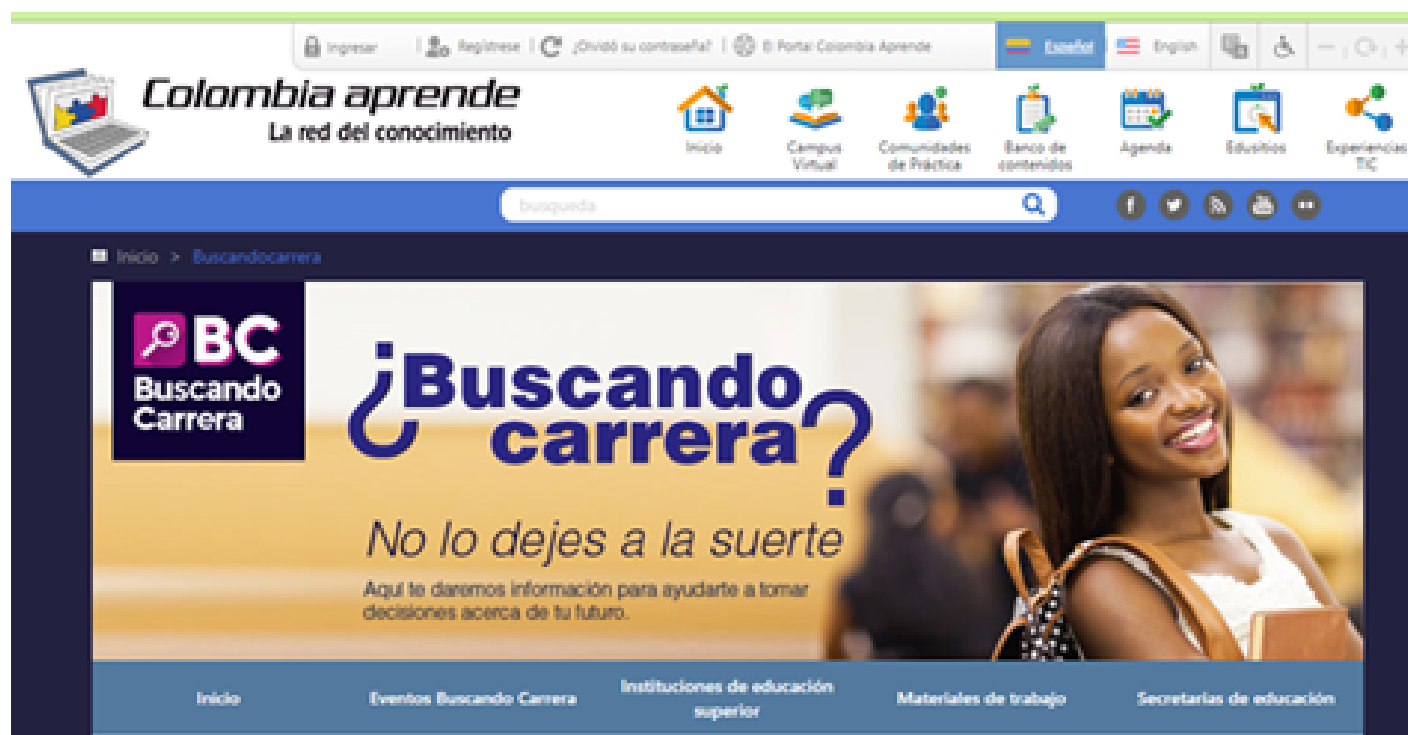 Ingresar | Regístrese | ¿Olvidó su contraseña? | El Portal Colombia Aprende Español English
Colombia aprende
La red del conocimiento
Inicio
Campus Virtual
Comunidades de Práctica
Banco de contenidos
Agenda
Edusitios
Experiencias TIC
busqueda
Inicio > Buscandocarrera
BC
Buscando
Carrera
¿Buscando
carrera?
No lo dejes a la suerte
Aquí te daremos información para ayudarte a tomar
decisiones acerca de tu futuro.
Inicio
Eventos Buscando Carrera
Instituciones de educación
superior
Materiales de trabajo
Secretarías de educación